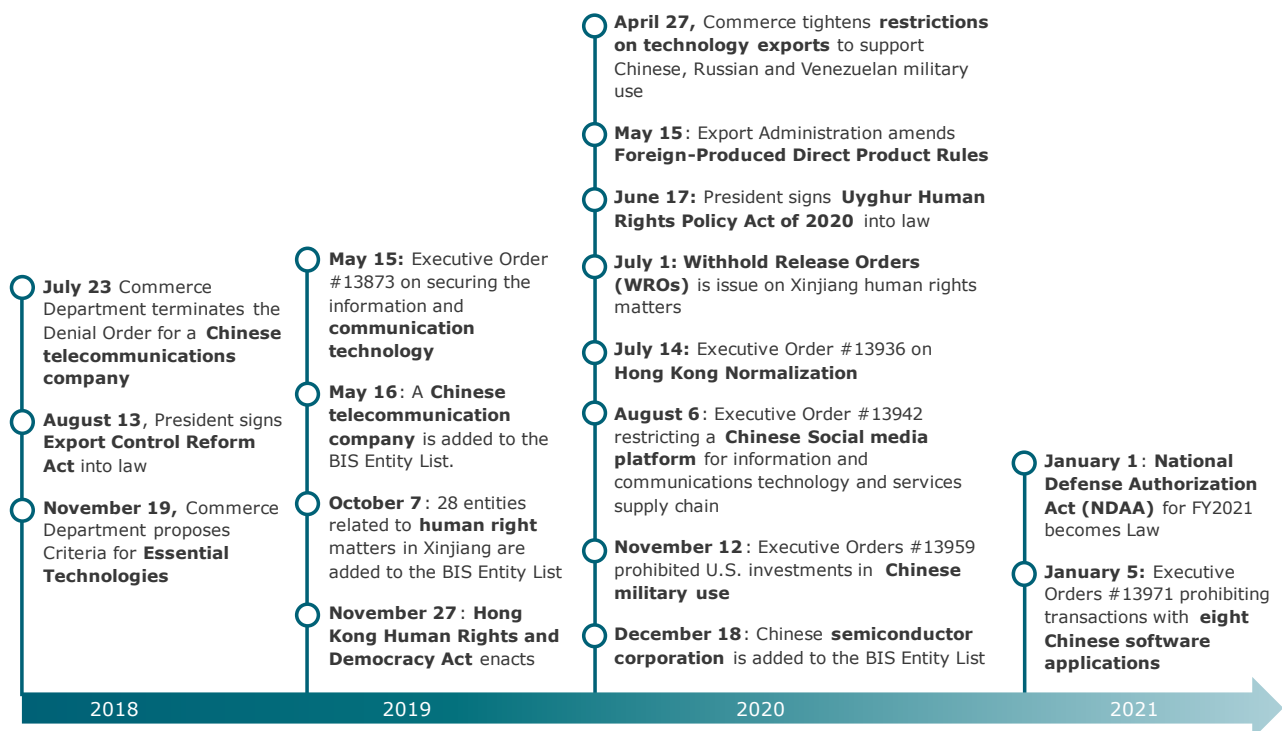 July 23 Commerce
Department terminates the
Denial Order for a Chinese
telecommunications
company
August 13, President signs
Export Control Reform
Act into law
November 19, Commerce
Department proposes
Criteria for Essential
Technologies
May 15: Executive Order
#13873 on securing the
information and
communication
technology
May 16: A Chinese
telecommunication
company is added to the
BIS Entity List.
October 7: 28 entities
related to human right
matters in Xinjiang are
added to the BIS Entity List
November 27: Hong
Kong Human Rights and
Democracy Act enacts
April 27, Commerce tightens restrictions
on technology exports to support
Chinese, Russian and Venezuelan military
use
May 15: Export Administration amends
Foreign-Produced Direct Product Rules
June 17: President signs Uyghur Human
Rights Policy Act of 2020 into law
July 1: Withhold Release Orders
(WROs) is issue on Xinjiang human rights
matters
July 14: Executive Order #13936 on
Hong Kong Normalization
August 6: Executive Order #13942
restricting a Chinese Social media
platform for information and
communications technology and services
supply chain
November 12: Executive Orders #13959
prohibited U.S. investments in Chinese
military use
December 18: Chinese semiconductor
corporation is added to the BIS Entity List
January 1: National
Defense Authorization
Act (NDAA) for FY2021
becomes Law
January 5: Executive
Orders #13971 prohibiting
transactions with eight
Chinese software
applications
2018
2019
2020
2021